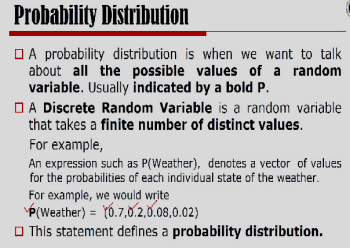 Probability Distribution
A probability distribution is when we want to talk
about all the possible values of a random
variable. Usually indicated by a bold P.
A Discrete Random Variable is a random variable
that takes a finite number of distinct values.
For example,
An expression such as P(Weather), denotes a vector of values
for the probabilities of each individual state of the weather.
For example, we would write
P(Weather) = (0.7,0.2,0.08,0.02)
This statement defines a probability distribution.